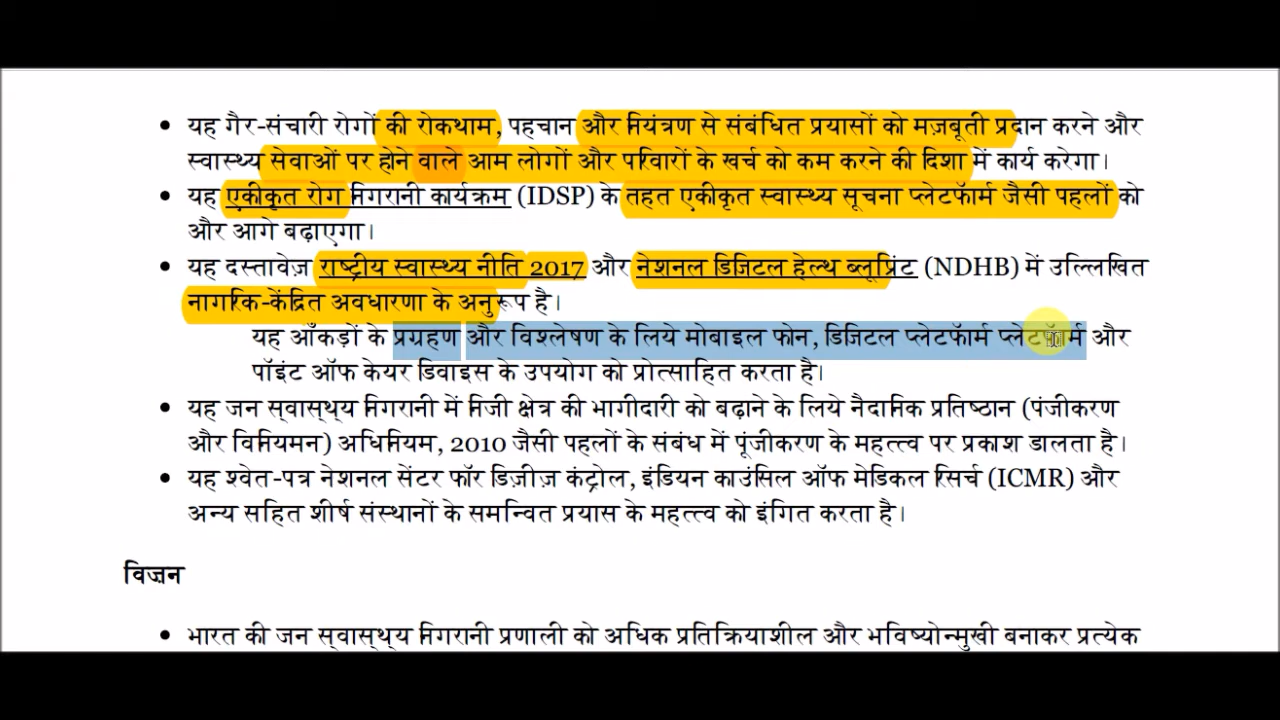 यह गैर-संचारी रोगों की रोकथाम, पहचान और नियंत्रण से संबंधित प्रयासों को मज़बूती प्रदान करने और
स्वास्थ्य सेवाओं पर होने वाले आम लोगों और परिवारों के खर्च को कम करने की दिशा में कार्य करेगा।
यह एकीकृत रोग निगरानी कार्यक्रम (IDSP) के तहत एकीकृत स्वास्थ्य सूचना प्लेटफॉर्म जैसी पहलों को
और आगे बढ़ाएगा।
यह दस्तावेज़ राष्ट्रीय स्वास्थ्य नीति 2017 और नेशनल डिजिटल हेल्थ ब्लूप्रिंट (NDHB) में उल्लिखित
नागरिक-केंद्रित अवधारणा के अनुरूप है।
यह आँकड़ों के प्रग्रहण और विश्लेषण के लिये मोबाइल फोन, डिजिटल प्लेटफॉर्म प्लेटफॉर्म और
पॉइंट ऑफ केयर डिवाइस के उपयोग को प्रोत्साहित करता है।
यह जन स्वास्थ्य निगरानी में निजी क्षेत्र की भागीदारी को बढ़ाने के लिये नैदानिक प्रतिष्ठान (पंजीकरण
और विनियमन) अधिनियम, 2010 जैसी पहलों के संबंध में पूंजीकरण के महत्त्व पर प्रकाश डालता है।
यह श्वेत-पत्र नेशनल सेंटर फॉर डिज़ीज़ कंट्रोल, इंडियन काउंसिल ऑफ मेडिकल रिसर्च (ICMR) और
अन्य सहित शीर्ष संस्थानों के समन्वित प्रयास के महत्त्व को इंगित करता है।
विज़न
भारत की जन स्वास्थ्य निगरानी प्रणाली को अधिक प्रतिक्रियाशील और भविष्योन्मुखी बनाकर प्रत्येक